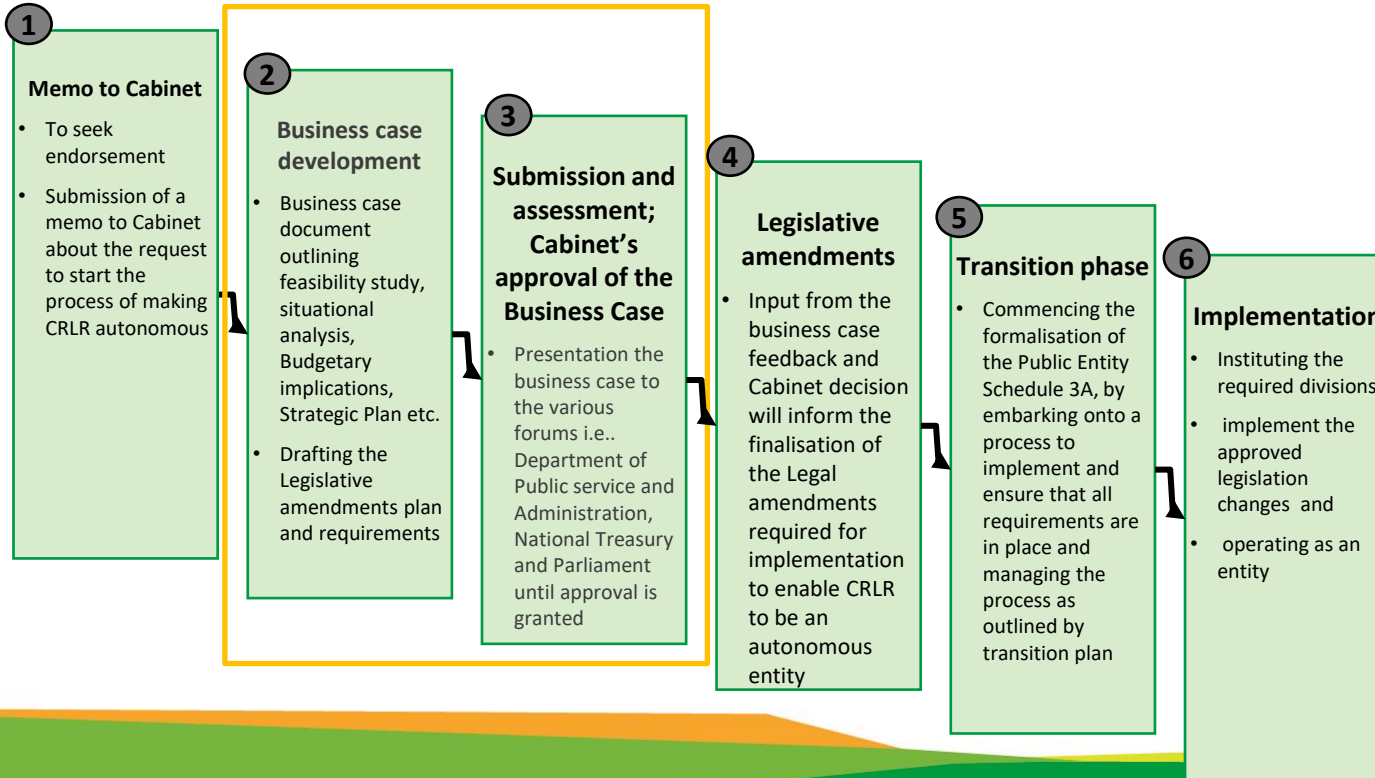 1
Memo to Cabinet
• To seek
endorsement
• Submission of a
memo to Cabinet
about the request
to start the
process of making
CRLR autonomous
2
Business case
development
• Business case
document
outlining
feasibility study,
situational
analysis,
Budgetary
implications,
Strategic Plan etc.
• Drafting the
Legislative
amendments plan
and requirements
3
Submission and
assessment;
Cabinet’s
approval of the
Business Case
• Presentation the
business case to
the various
forums i.e..
Department of
Public service and
Administration,
National Treasury
and Parliament
until approval is
granted
4
Legislative
amendments
• Input from the
business case
feedback and
Cabinet decision
will inform the
finalisation of
the Legal
amendments
required for
implementation
to enable CRLR
to be an
autonomous
entity
5
Transition phase
• Commencing the
formalisation of
the Public Entity
Schedule 3A, by
embarking onto a
process to
implement and
ensure that all
requirements are
in place and
managing the
process as
outlined by
transition plan
6
Implementation
• Instituting the
required divisions
• implement the
approved
legislation
changes and
• operating as an
entity